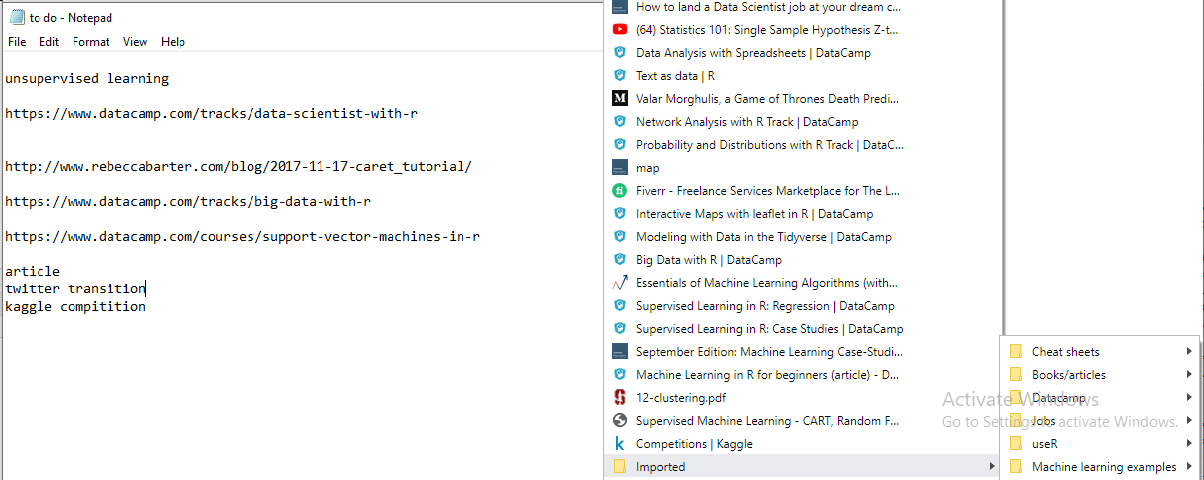 to do - Notepad
File Edit Format View Help
unsupervised learning
https://www.datacamp.com/tracks/data-scientist-with-r
http://www.rebeccabarter.com/blog/2017-11-17-caret_tutorial/
https://www.datacamp.com/tracks/big-data-with-r
https://www.datacamp.com/courses/support-vector-machines-in-r
article
twitter transition
kaggle compitition
How to land a Data Scientist job at your dream c...
(64) Statistics 101: Single Sample Hypothesis Z-t...
Data Analysis with Spreadsheets | DataCamp
Text as data | R
M Valar Morghulis, a Game of Thrones Death Predi...
Network Analysis with R Track | DataCamp
Probability and Distributions with R Track | DataC...
map
fi Fiverr - Freelance Services Marketplace for The L...
Interactive Maps with leaflet in R | DataCamp
Modeling with Data in the Tidyverse | DataCamp
Big Data with R | DataCamp
Essentials of Machine Learning Algorithms (with...
Supervised Learning in R: Regression | DataCamp
Supervised Learning in R: Case Studies | DataCamp
September Edition: Machine Learning Case-Studi...
Machine Learning in R for beginners (article) - D...
12-clustering.pdf
Supervised Machine Learning - CART, Random F...
k Competitions | Kaggle
Imported
Cheat sheets
Books/articles
Datacamp
Jobs
useR
Machine learning examples
Activate Windows
Go to Settings to activate Windows.